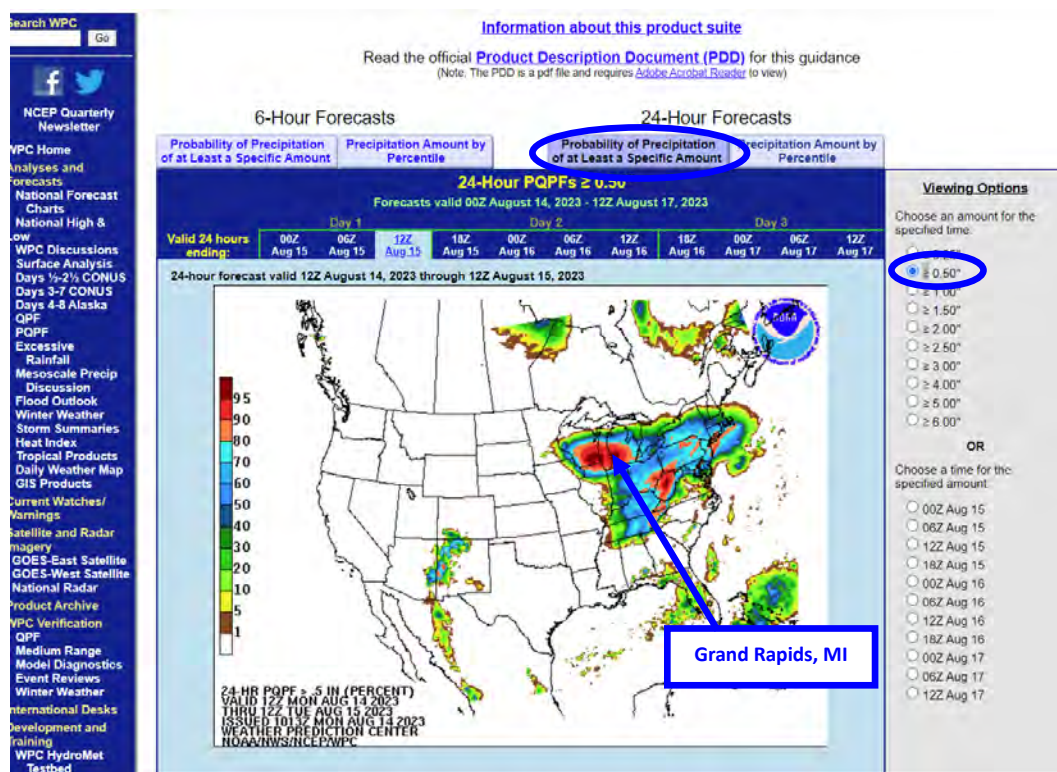 Search WPC
Go
NCEP Quarterly
Newsletter
WPC Home
Analyses and
Forecasts
National Forecast
Charts
National High &
Low
WPC Discussions
Surface Analysis
Days ½-2½ CONUS
Days 3-7 CONUS
Days 4-8 Alaska
QPF
PQPF
Excessive
Rainfall
Mesoscale Precip
Discussion
Flood Outlook
Winter Weather
Storm Summaries
Heat Index
Tropical Products
Daily Weather Map
GIS Products
Current Watches/
Warnings
Satellite and Radar
Imagery
GOES-East Satellite
GOES-West Satellite
National Radar
Product Archive
WPC Verification
QPF
Medium Range
Model Diagnostics
Event Reviews
Winter Weather
International Desks
Development and
Training
WPC HydroMet
Testbed
Information about this product suite
Read the official Product Description Document (PDD) for this guidance
(Note: The PDD is a pdf file and requires Adobe Acrobat Reader to view)
6-Hour Forecasts
24-Hour Forecasts
Probability of Precipitation
of at Least a Specific Amount
Precipitation Amount by
Percentile
Probability of Precipitation
of at Least a Specific Amount
Precipitation Amount by
Percentile
24-Hour PQPFs ≥ 0.50"
Forecasts valid 00Z August 14, 2023 - 12Z August 17, 2023
Day 1 Day 2 Day 3
Valid 24 hours
ending:
00Z Aug 15
06Z Aug 15
12Z Aug 15
18Z Aug 15
00Z Aug 16
06Z Aug 16
12Z Aug 16
18Z Aug 16
00Z Aug 17
06Z Aug 17
12Z Aug 17
24-hour forecast valid 12Z August 14, 2023 through 12Z August 15, 2023
NOAA
95
90
80
70
60
50
40
30
20
10
5
1
Grand Rapids, MI
24-HR PQPF ≥ .5 IN (PERCENT)
VALID 12Z MON AUG 14 2023
THRU 12Z TUE AUG 15 2023
ISSUED 1013Z MON AUG 14 2023
WEATHER PREDICTION CENTER
NOAA/NWS/NCEP/WPC
Viewing Options
Choose an amount for the
specified time:
≥ 0.50"
≥ 1.00"
≥ 1.50"
≥ 2.00"
≥ 2.50"
≥ 3.00"
≥ 4.00"
≥ 5.00"
≥ 6.00"
OR
Choose a time for the
specified amount
00Z Aug 15
06Z Aug 15
12Z Aug 15
18Z Aug 15
00Z Aug 16
06Z Aug 16
12Z Aug 16
18Z Aug 16
00Z Aug 17
06Z Aug 17
12Z Aug 17